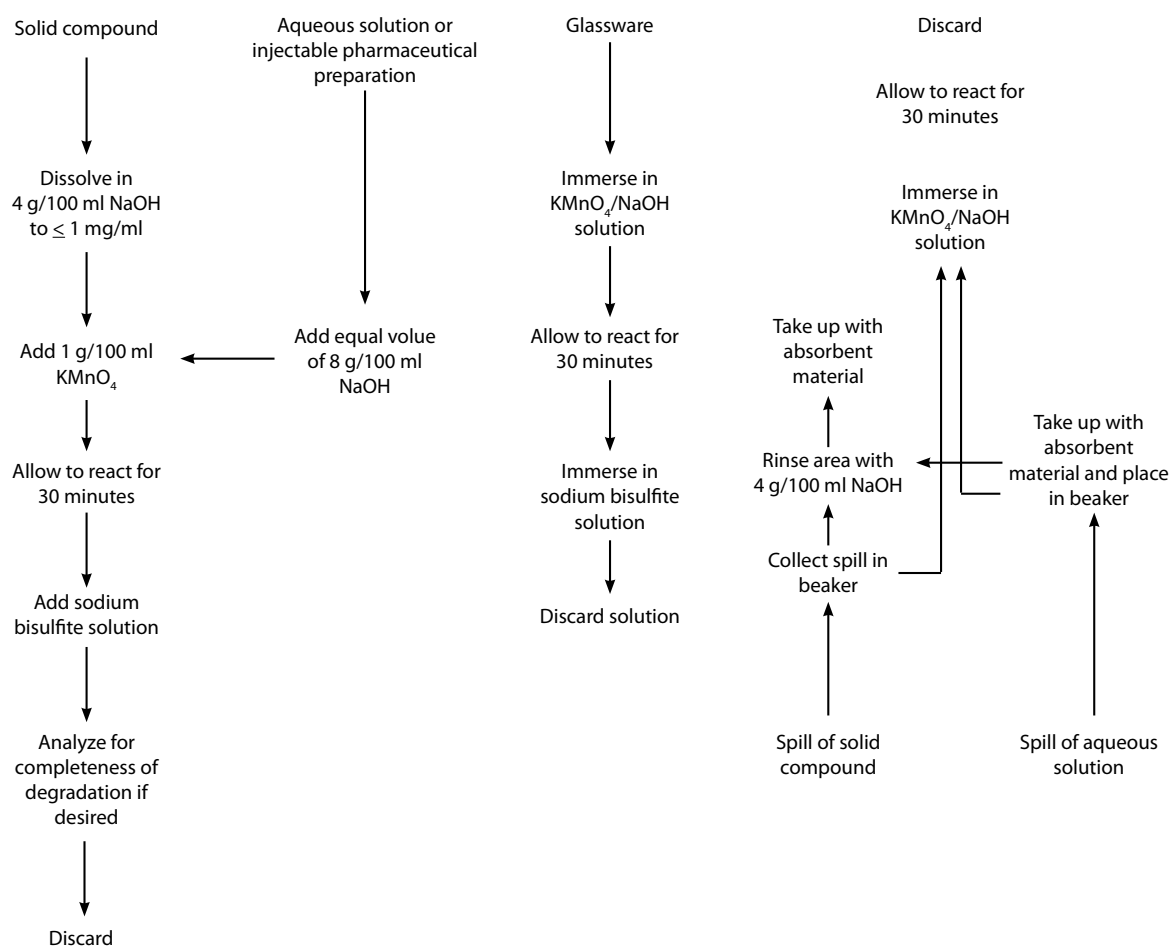 Solid compound
Aqueous solution or
injectable pharmaceutical
preparation
Glassware
Discard
Allow to react for
30 minutes
Dissolve in
4 g/100 ml NaOH
to ≤ 1 mg/ml
Immerse in
KMnO₄/NaOH
solution
Immerse in
KMnO₄/NaOH
solution
Add 1 g/100 ml
KMnO₄
Add equal value
of 8 g/100 ml
NaOH
Allow to react for
30 minutes
Take up with
absorbent
material
Allow to react for
30 minutes
Immerse in
sodium bisulfite
solution
Rinse area with
4 g/100 ml NaOH
Take up with
absorbent
material and place
in beaker
Add sodium
bisulfite solution
Discard solution
Collect spill in
beaker
Analyze for
completeness of
degradation if
desired
Spill of solid
compound
Spill of aqueous
solution
Discard